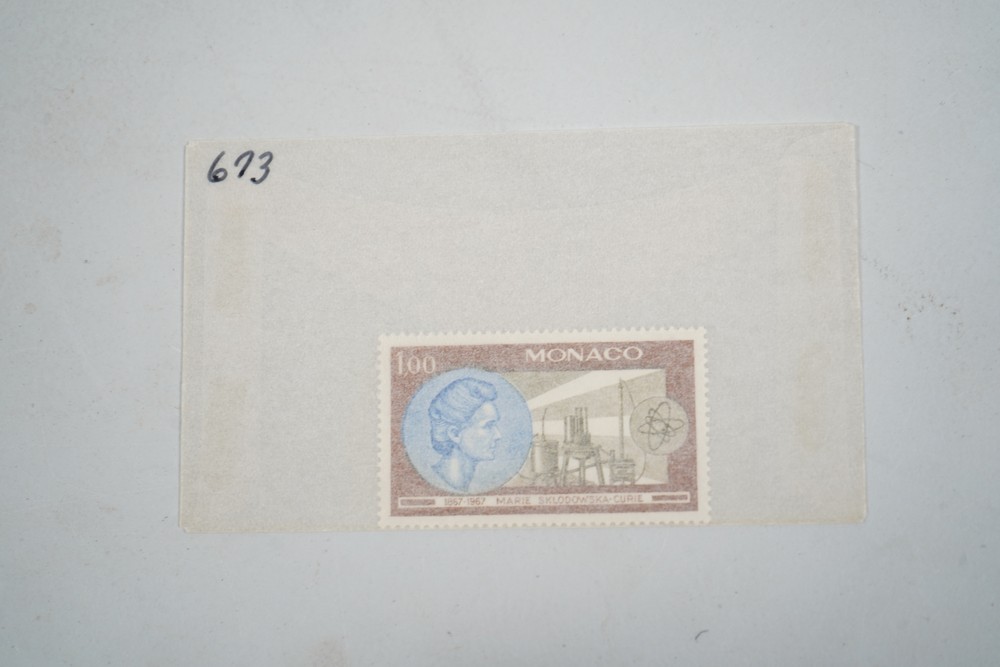 673
1.00 MONACO
1867-1967 MARIE SKLODOWSKA-CURIE